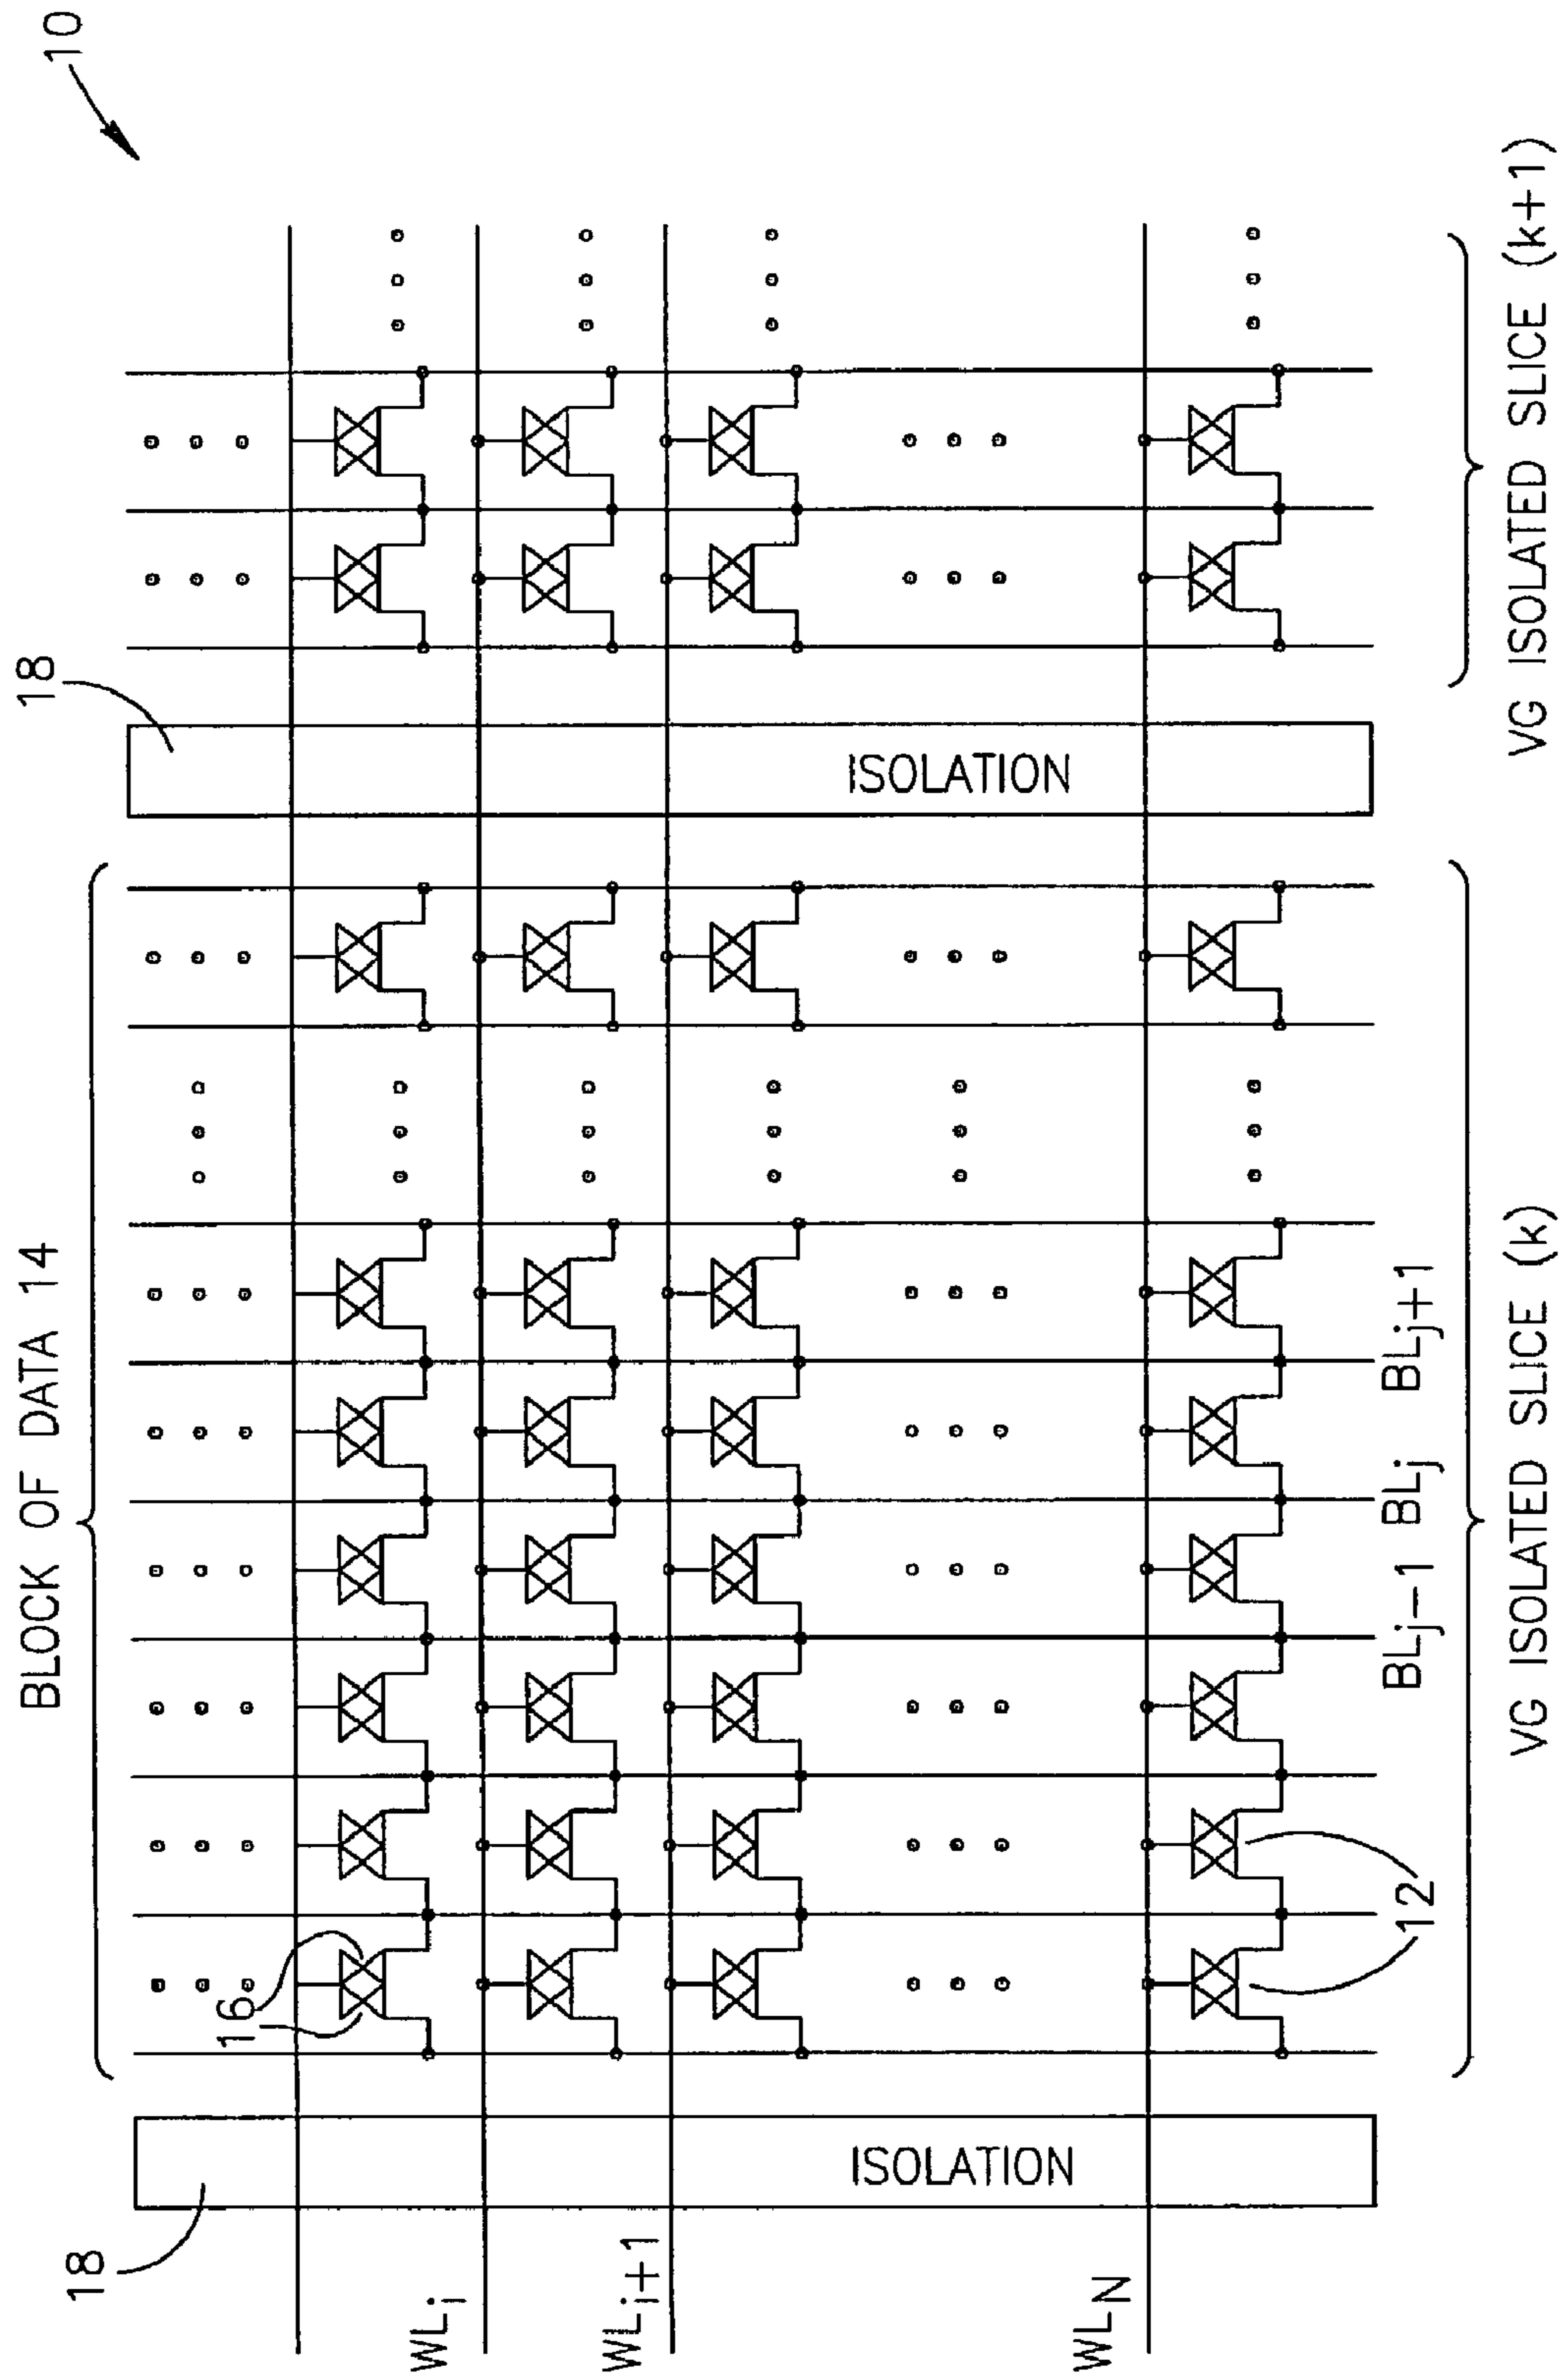 10
BLOCK OF DATA 14
18
18
16
ISOLATION
ISOLATION
WLi
WLi+1
WLN
12
BLj-1
BLj
BLj+1
VG ISOLATED SLICE (k)
VG ISOLATED SLICE (k+1)